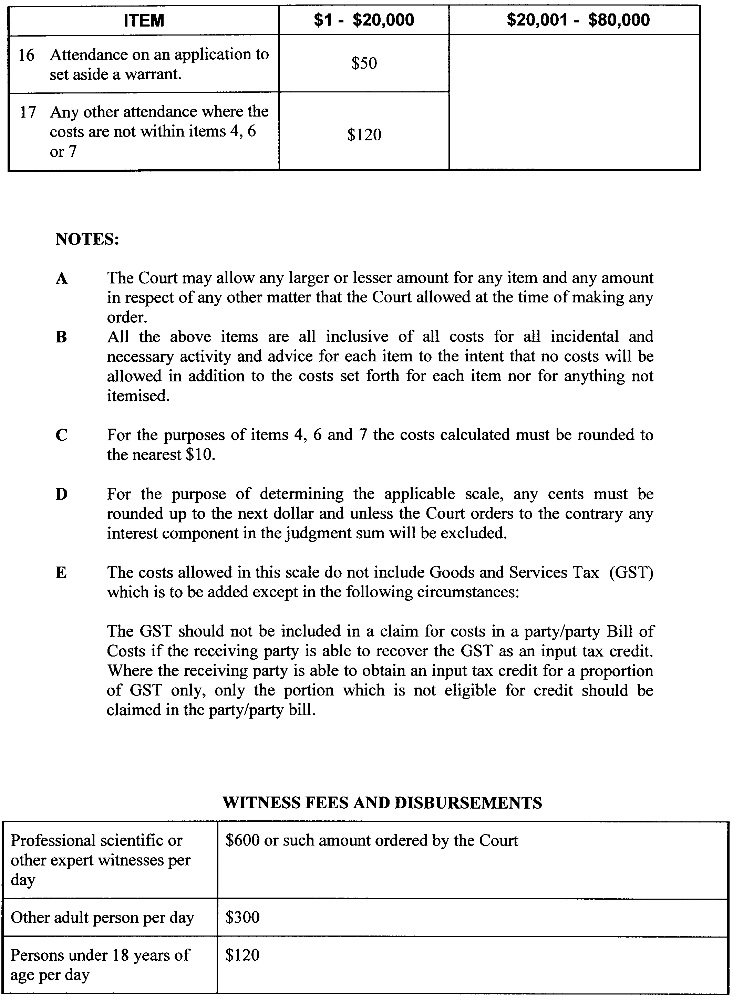 ITEM $1 - $20,000 $20,001 - $80,000
16 Attendance on an application to
set aside a warrant.
$50
17 Any other attendance where the
costs are not within items 4, 6
or 7
$120
NOTES:
A The Court may allow any larger or lesser amount for any item and any amount
in respect of any other matter that the Court allowed at the time of making any
order.
B All the above items are all inclusive of all costs for all incidental and
necessary activity and advice for each item to the intent that no costs will be
allowed in addition to the costs set forth for each item nor for anything not
itemised.
C For the purposes of items 4, 6 and 7 the costs calculated must be rounded to
the nearest $10.
D For the purpose of determining the applicable scale, any cents must be
rounded up to the next dollar and unless the Court orders to the contrary any
interest component in the judgment sum will be excluded.
E The costs allowed in this scale do not include Goods and Services Tax (GST)
which is to be added except in the following circumstances:
The GST should not be included in a claim for costs in a party/party Bill of
Costs if the receiving party is able to recover the GST as an input tax credit.
Where the receiving party is able to obtain an input tax credit for a proportion
of GST only, only the portion which is not eligible for credit should be
claimed in the party/party bill.
WITNESS FEES AND DISBURSEMENTS
Professional scientific or
other expert witnesses per
day
$600 or such amount ordered by the Court
Other adult person per day $300
Persons under 18 years of
age per day
$120